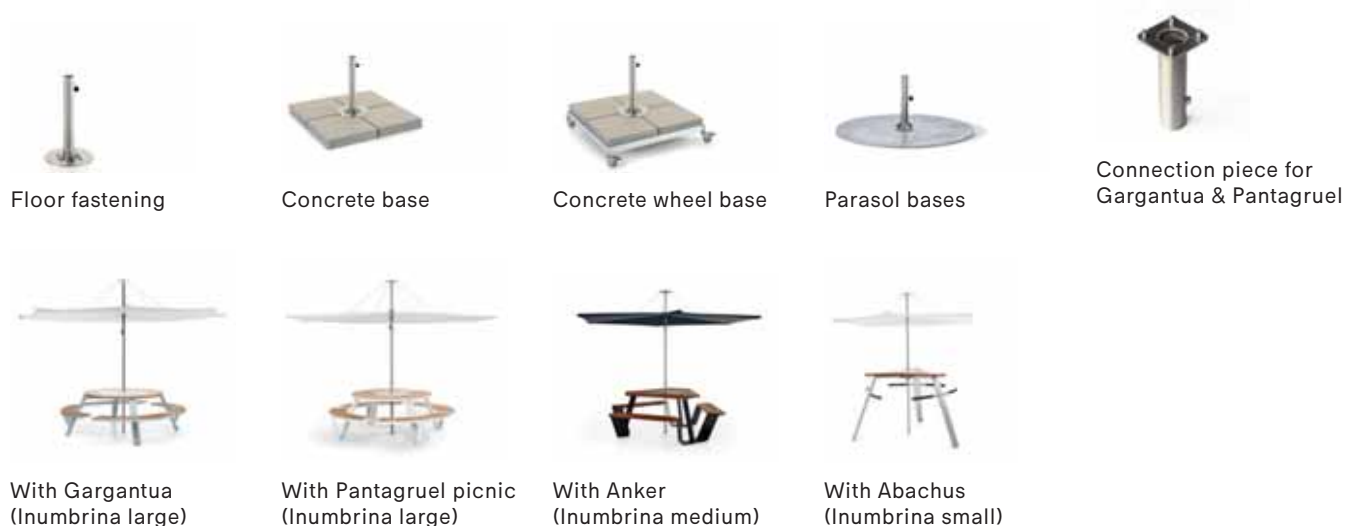 Floor fastening
Concrete base
Concrete wheel base
Parasol bases
Connection piece for
Gargantua & Pantagruel
With Gargantua
(Inumbrina large)
With Pantagruel picnic
(Inumbrina large)
With Anker
(Inumbrina medium)
With Abachus
(Inumbrina small)